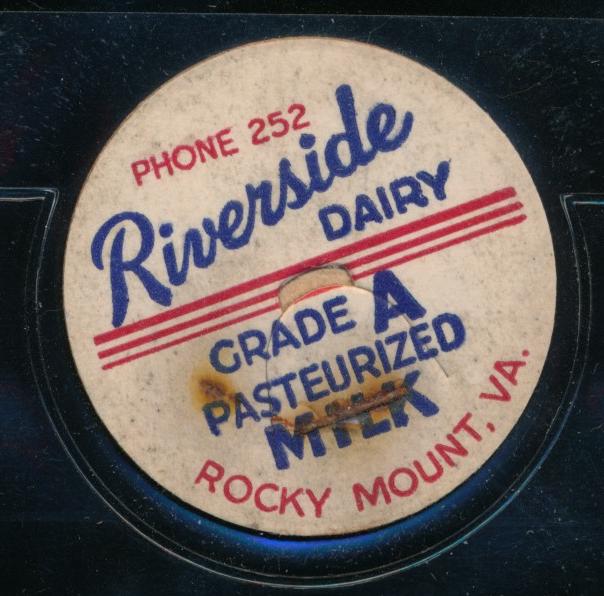 PHONE 252
Riverside
DAIRY
GRADE A
PASTEURIZED
MILK
ROCKY MOUNT, VA.